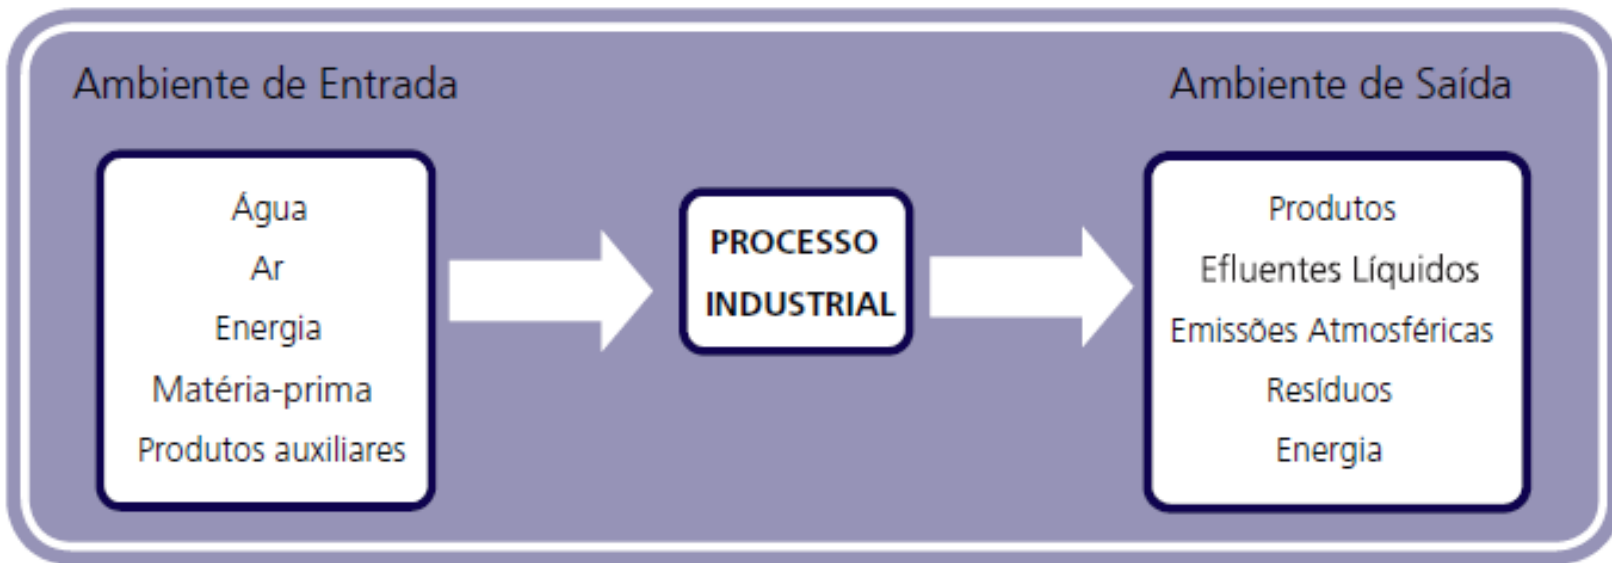 Ambiente de Entrada
Água
Ar
Energia
Matéria-prima
Produtos auxiliares
PROCESSO
INDUSTRIAL
Ambiente de Saída
Produtos
Efluentes Líquidos
Emissões Atmosféricas
Resíduos
Energia